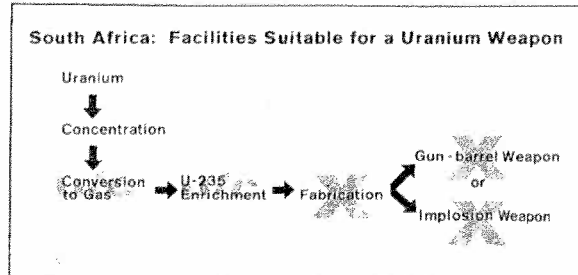 South Africa: Facilities Suitable for a Uranium Weapon
Uranium
Concentration
Conversion
to Gas
U-235
Enrichment
Fabrication
Gun-barrel Weapon
or
Implosion Weapon